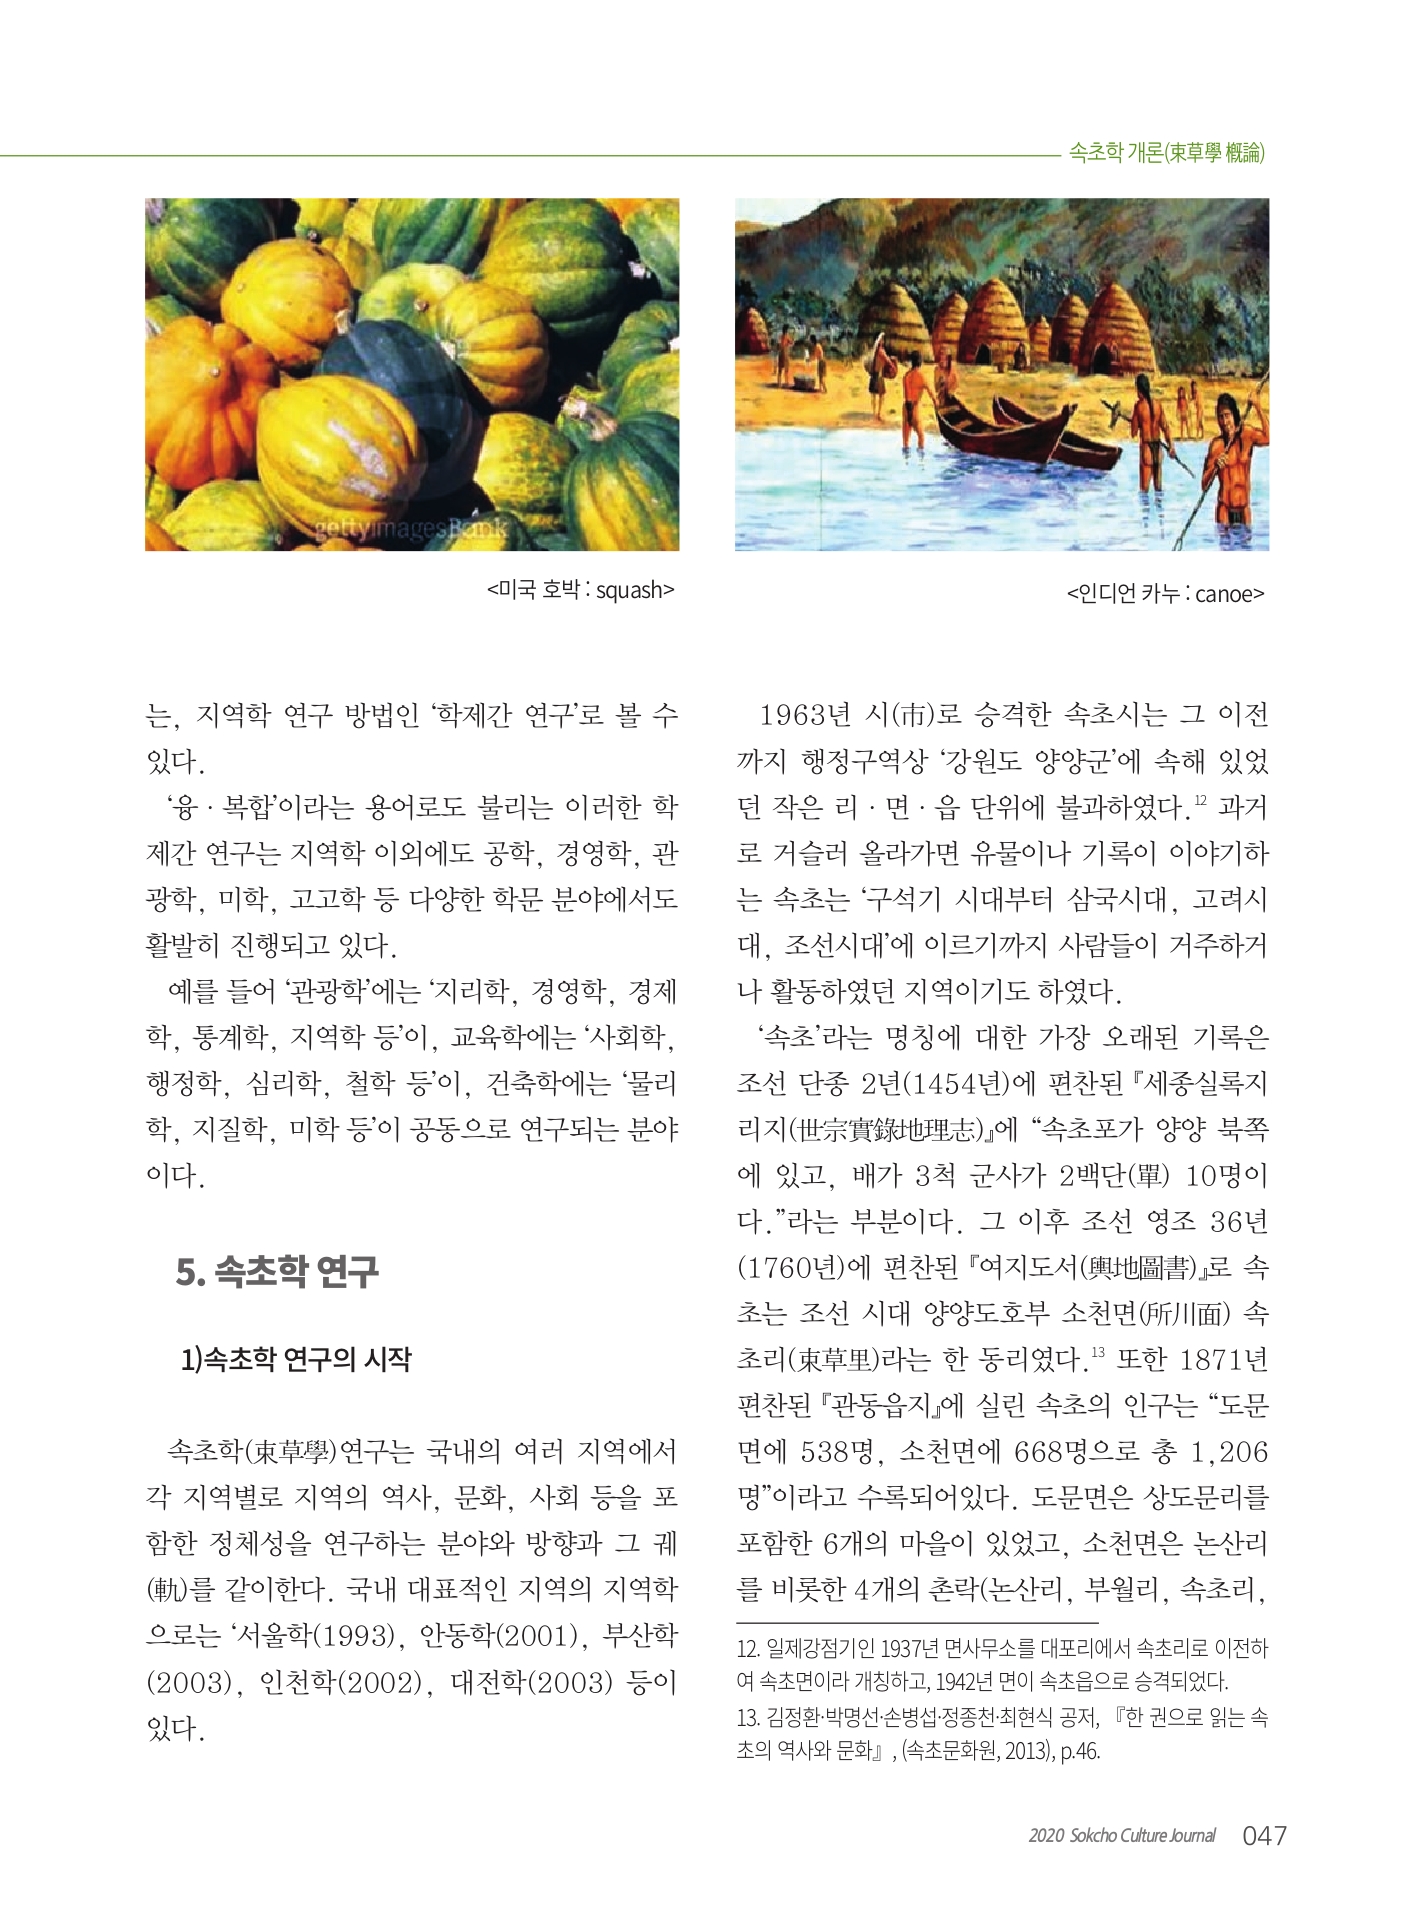 속초학 개론(束草學 槪論)
gettyimagesBank
<미국 호박 : squash>
<인디언 카누 : canoe>
는, 지역학 연구 방법인 ‘학제간 연구’로 볼 수
있다.
‘융 · 복합’이라는 용어로도 불리는 이러한 학
제간 연구는 지역학 이외에도 공학, 경영학, 관
광학, 미학, 고고학 등 다양한 학문 분야에서도
활발히 진행되고 있다.
예를 들어 ‘관광학’에는 ‘지리학, 경영학, 경제
학, 통계학, 지역학 등’이, 교육학에는 ‘사회학,
행정학, 심리학, 철학 등’이, 건축학에는 ‘물리
학, 지질학, 미학 등’이 공동으로 연구되는 분야
이다.
5. 속초학 연구
1)속초학 연구의 시작
속초학(束草學)연구는 국내의 여러 지역에서
각 지역별로 지역의 역사, 문화, 사회 등을 포
함한 정체성을 연구하는 분야와 방향과 그 궤
(軌)를 같이한다. 국내 대표적인 지역의 지역학
으로는 ‘서울학(1993), 안동학(2001), 부산학
(2003), 인천학(2002), 대전학(2003) 등이
있다.
1963년 시(市)로 승격한 속초시는 그 이전
까지 행정구역상 ‘강원도 양양군’에 속해 있었
던 작은 리 · 면 · 읍 단위에 불과하였다.12 과거
로 거슬러 올라가면 유물이나 기록이 이야기하
는 속초는 ‘구석기 시대부터 삼국시대, 고려시
대, 조선시대’에 이르기까지 사람들이 거주하거
나 활동하였던 지역이기도 하였다.
‘속초’라는 명칭에 대한 가장 오래된 기록은
조선 단종 2년(1454년)에 편찬된 『세종실록지
리지(世宗實錄地理志)』에 “속초포가 양양 북쪽
에 있고, 배가 3척 군사가 2백단(單) 10명이
다.”라는 부분이다. 그 이후 조선 영조 36년
(1760년)에 편찬된 『여지도서(輿地圖書)』로 속
초는 조선 시대 양양도호부 소천면(所川面) 속
초리(束草里)라는 한 동리였다.13 또한 1871년
편찬된 『관동읍지』에 실린 속초의 인구는 “도문
면에 538명, 소천면에 668명으로 총 1,206
명”이라고 수록되어있다. 도문면은 상도문리를
포함한 6개의 마을이 있었고, 소천면은 논산리
를 비롯한 4개의 촌락(논산리, 부월리, 속초리,
12. 일제강점기인 1937년 면사무소를 대포리에서 속초리로 이전하
여 속초면이라 개칭하고, 1942년 면이 속초읍으로 승격되었다.
13. 김정환·박명선·손병섭·정종천·최현식 공저, 『한 권으로 읽는 속
초의 역사와 문화』, (속초문화원, 2013), p.46.
2020 Sokcho Culture Journal 047